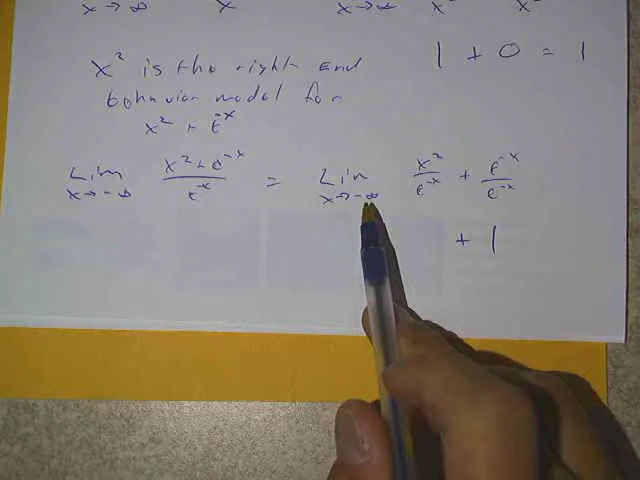 x→∞ x x→∞ x x
1 + 0 = 1
x² is the right end
behavior model for
x² + e⁻ˣ
Lim x→-∞ (x² + e⁻ˣ)/e⁻ˣ = Lim x→-∞ x²/e⁻ˣ + e⁻ˣ/e⁻ˣ
+ 1